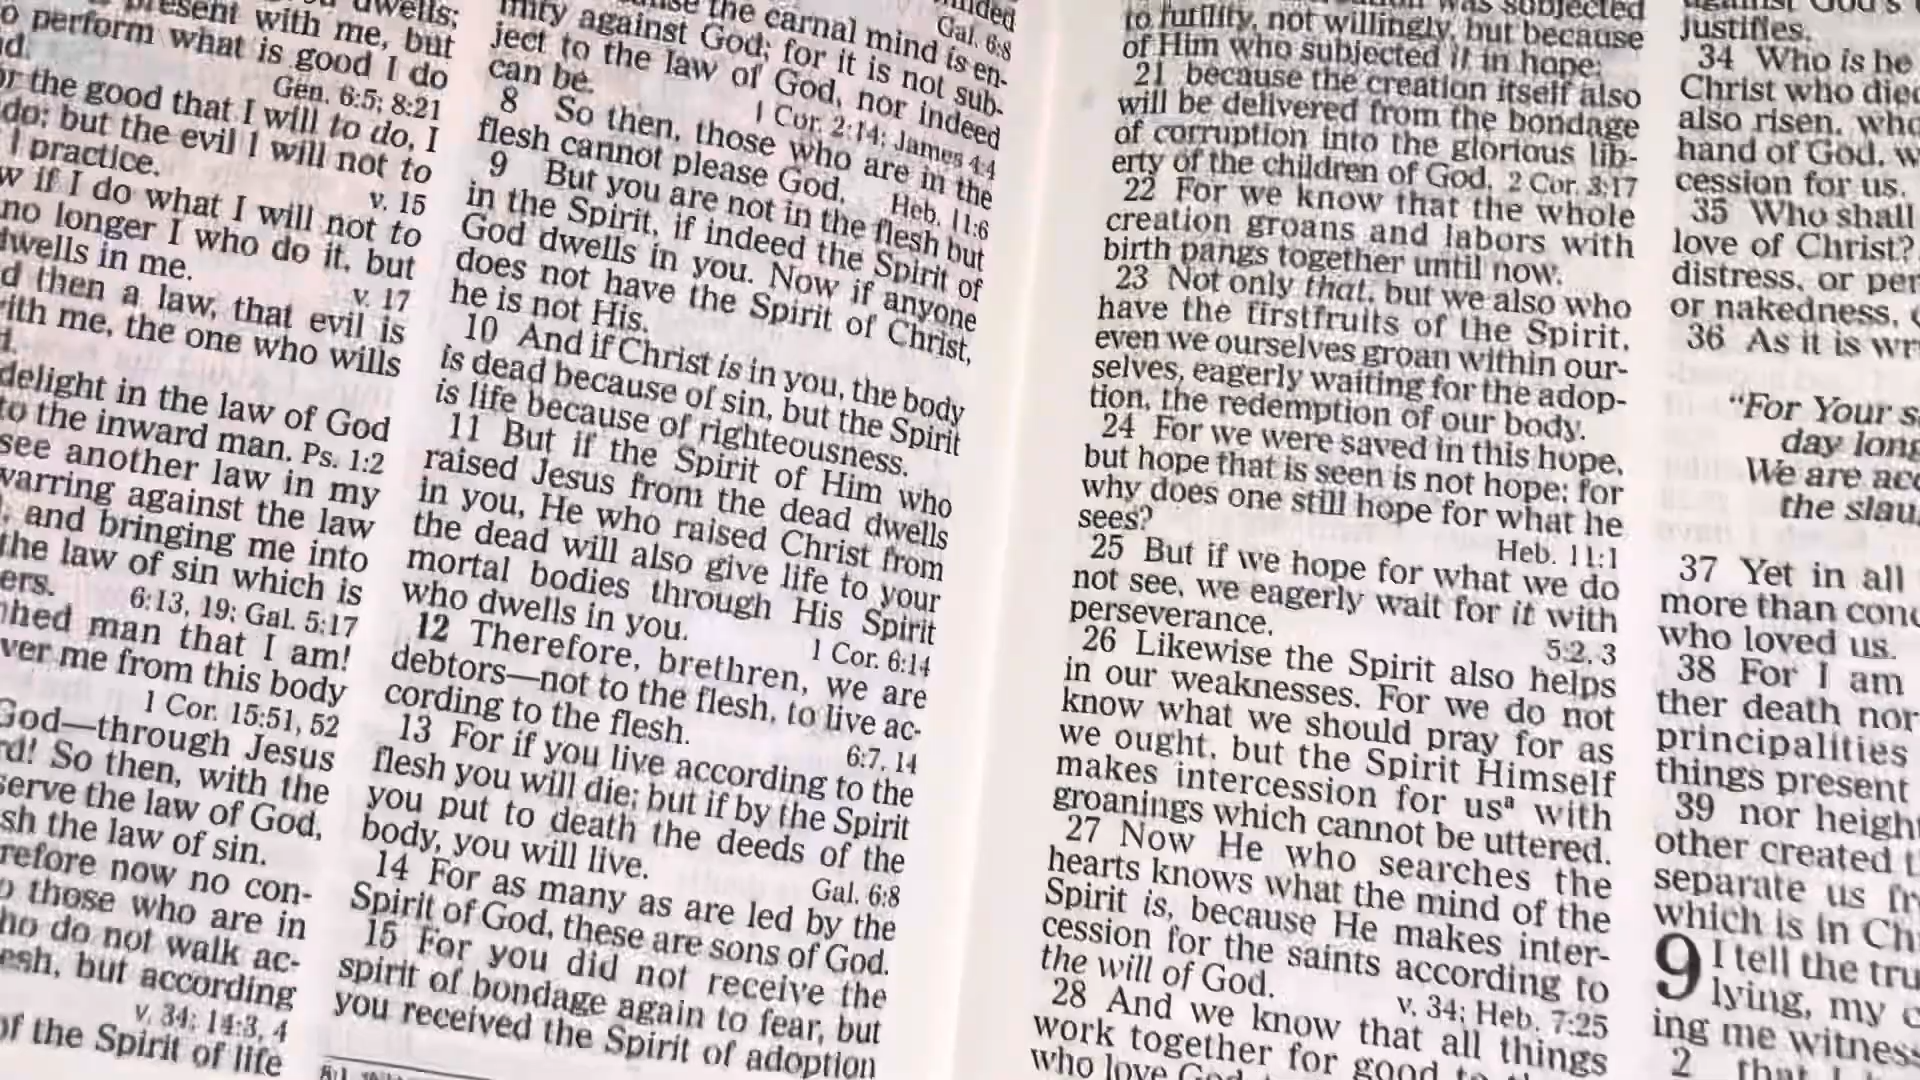 dwells;
present with me, but
o perform what is good I do
Gen. 6:5; 8:21
the good that I will to do, I
do; but the evil I will not to
I practice.
v. 15
if I do what I will not to
no longer I who do it, but
dwells in me.
v. 17
then a law, that evil is
with me, the one who wills
delight in the law of God
to the inward man. Ps. 1:2
see another law in my
warring against the law
and bringing me into
the law of sin which is
ers.
6:13, 19; Gal. 5:17
hed man that I am!
ver me from this body
1 Cor. 15:51, 52
God—through Jesus
rd! So then, with the
serve the law of God,
sh the law of sin.
refore now no con-
those who are in
ho do not walk ac-
esh, but according
v. 34; 14:3, 4
of the Spirit of life
Gal. 6:8
the carnal mind is en-
mity against God; for it is not sub-
ject to the law of God, nor indeed
can be.
1 Cor. 2:14; James 4:4
8 So then, those who are in the
flesh cannot please God.
Heb. 11:6
9 But you are not in the flesh but
in the Spirit, if indeed the Spirit of
God dwells in you. Now if anyone
does not have the Spirit of Christ,
he is not His.
10 And if Christ is in you, the body
is dead because of sin, but the Spirit
is life because of righteousness.
11 But if the Spirit of Him who
raised Jesus from the dead dwells
in you, He who raised Christ from
the dead will also give life to your
mortal bodies through His Spirit
who dwells in you.
1 Cor. 6:14
12 Therefore, brethren, we are
debtors—not to the flesh, to live ac-
cording to the flesh.
6:7, 14
13 For if you live according to the
flesh you will die; but if by the Spirit
you put to death the deeds of the
body, you will live.
Gal. 6:8
14 For as many as are led by the
Spirit of God, these are sons of God.
15 For you did not receive the
spirit of bondage again to fear, but
you received the Spirit of adoption
was subjected
to futility, not willingly, but because
of Him who subjected it in hope;
21 because the creation itself also
will be delivered from the bondage
of corruption into the glorious lib-
erty of the children of God. 2 Cor. 3:17
22 For we know that the whole
creation groans and labors with
birth pangs together until now.
23 Not only that, but we also who
have the firstfruits of the Spirit,
even we ourselves groan within our-
selves, eagerly waiting for the adop-
tion, the redemption of our body.
24 For we were saved in this hope,
but hope that is seen is not hope; for
why does one still hope for what he
sees?
Heb. 11:1
25 But if we hope for what we do
not see, we eagerly wait for it with
perseverance.
5:2, 3
26 Likewise the Spirit also helps
in our weaknesses. For we do not
know what we should pray for as
we ought, but the Spirit Himself
makes intercession for usª with
groanings which cannot be uttered.
27 Now He who searches the
hearts knows what the mind of the
Spirit is, because He makes inter-
cession for the saints according to
the will of God.
v. 34; Heb. 7:25
28 And we know that all things
work together for good to
who love God
against God's
justifies.
34 Who is he
Christ who died
also risen, who
hand of God, w
cession for us.
35 Who shall
love of Christ?
distress, or per
or nakedness,
36 As it is wr
“For Your s
day long
We are acc
the slau
37 Yet in all
more than conq
who loved us.
38 For I am
ther death nor
principalities
things present
39 nor height
other created t
separate us fr
which is in Ch
9 I tell the tru
lying, my c
ing me witness
2 that I